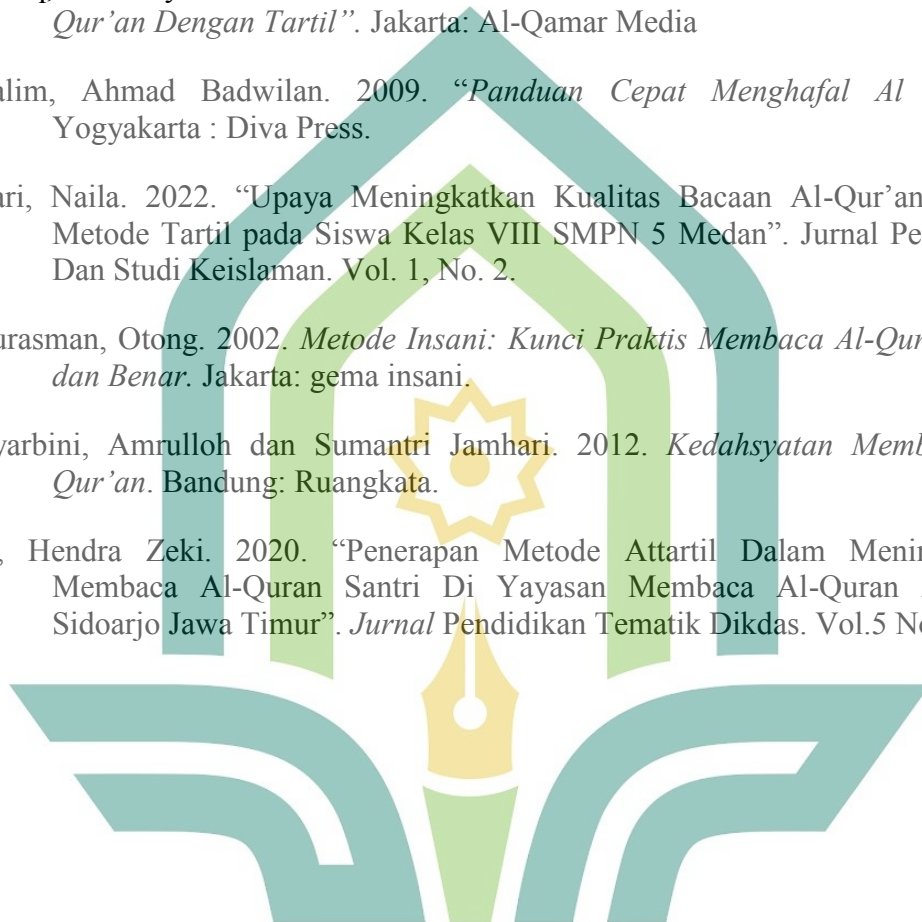 Qur’an Dengan Tartil”. Jakarta: Al-Qamar Media
alim, Ahmad Badwilan. 2009. “Panduan Cepat Menghafal Al
Yogyakarta : Diva Press.
ari, Naila. 2022. “Upaya Meningkatkan Kualitas Bacaan Al-Qur’an
Metode Tartil pada Siswa Kelas VIII SMPN 5 Medan”. Jurnal Pe
Dan Studi Keislaman. Vol. 1, No. 2.
urasman, Otong. 2002. Metode Insani: Kunci Praktis Membaca Al-Qur
dan Benar. Jakarta: gema insani.
yarbini, Amrulloh dan Sumantri Jamhari. 2012. Kedahsyatan Memb
Qur’an. Bandung: Ruangkata.
, Hendra Zeki. 2020. “Penerapan Metode Attartil Dalam Menin
Membaca Al-Quran Santri Di Yayasan Membaca Al-Quran
Sidoarjo Jawa Timur”. Jurnal Pendidikan Tematik Dikdas. Vol.5 No